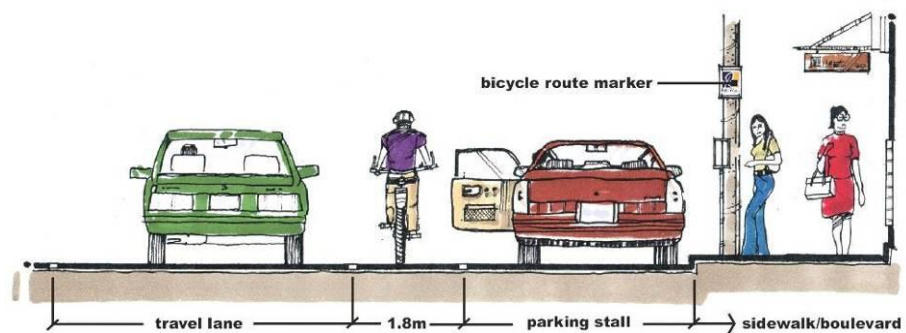 bicycle route marker
travel lane
1.8m
parking stall
sidewalk/boulevard